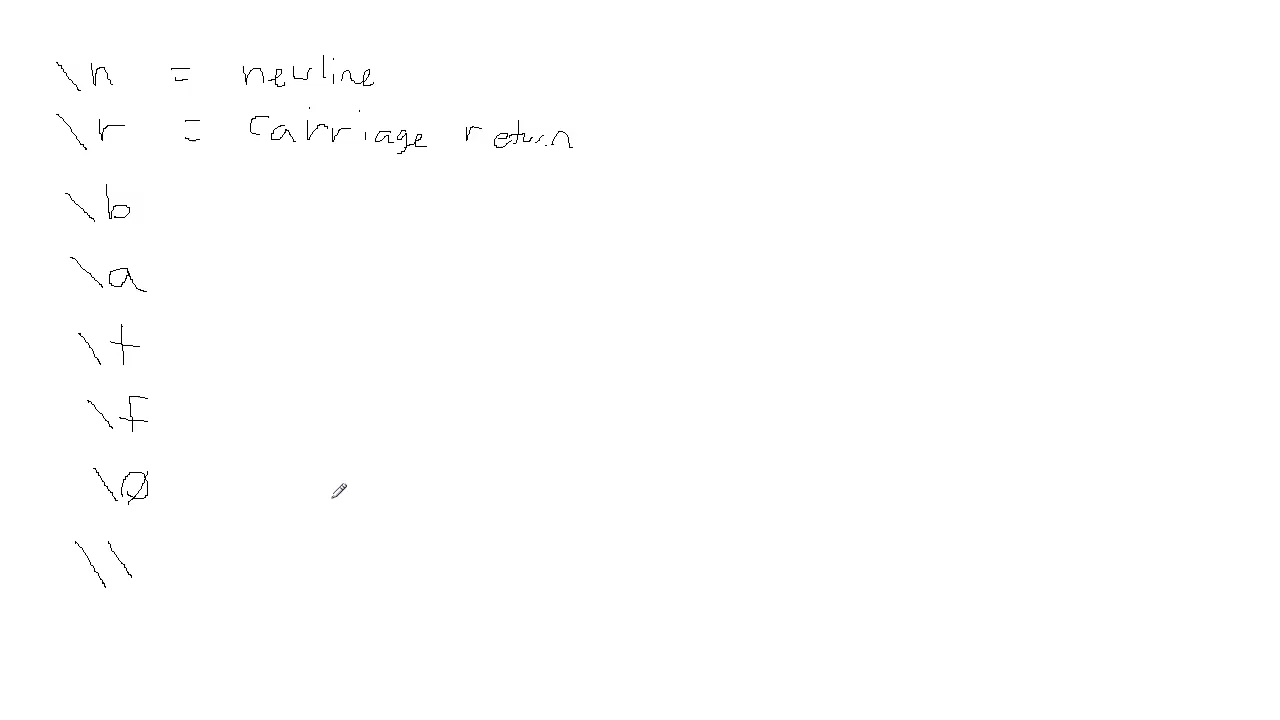 \n = newline
\r = carriage return
\b
\a
\t
\f
\0
\\